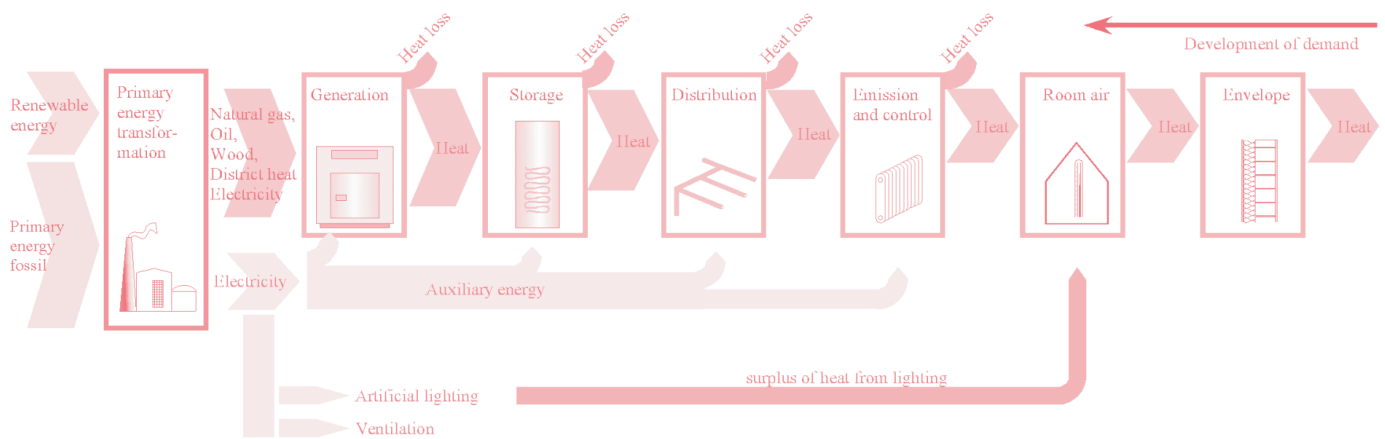 Heat loss
Heat loss
Heat loss
Heat loss
Development of demand
Renewable
energy
Primary
energy
transfor-
mation
Natural gas,
Oil,
Wood,
District heat
Electricity
Generation
Heat
Storage
Heat
Distribution
Heat
Emission
and control
Heat
Room air
Heat
Envelope
Heat
Primary
energy
fossil
Electricity
Auxiliary energy
surplus of heat from lighting
Artificial lighting
Ventilation